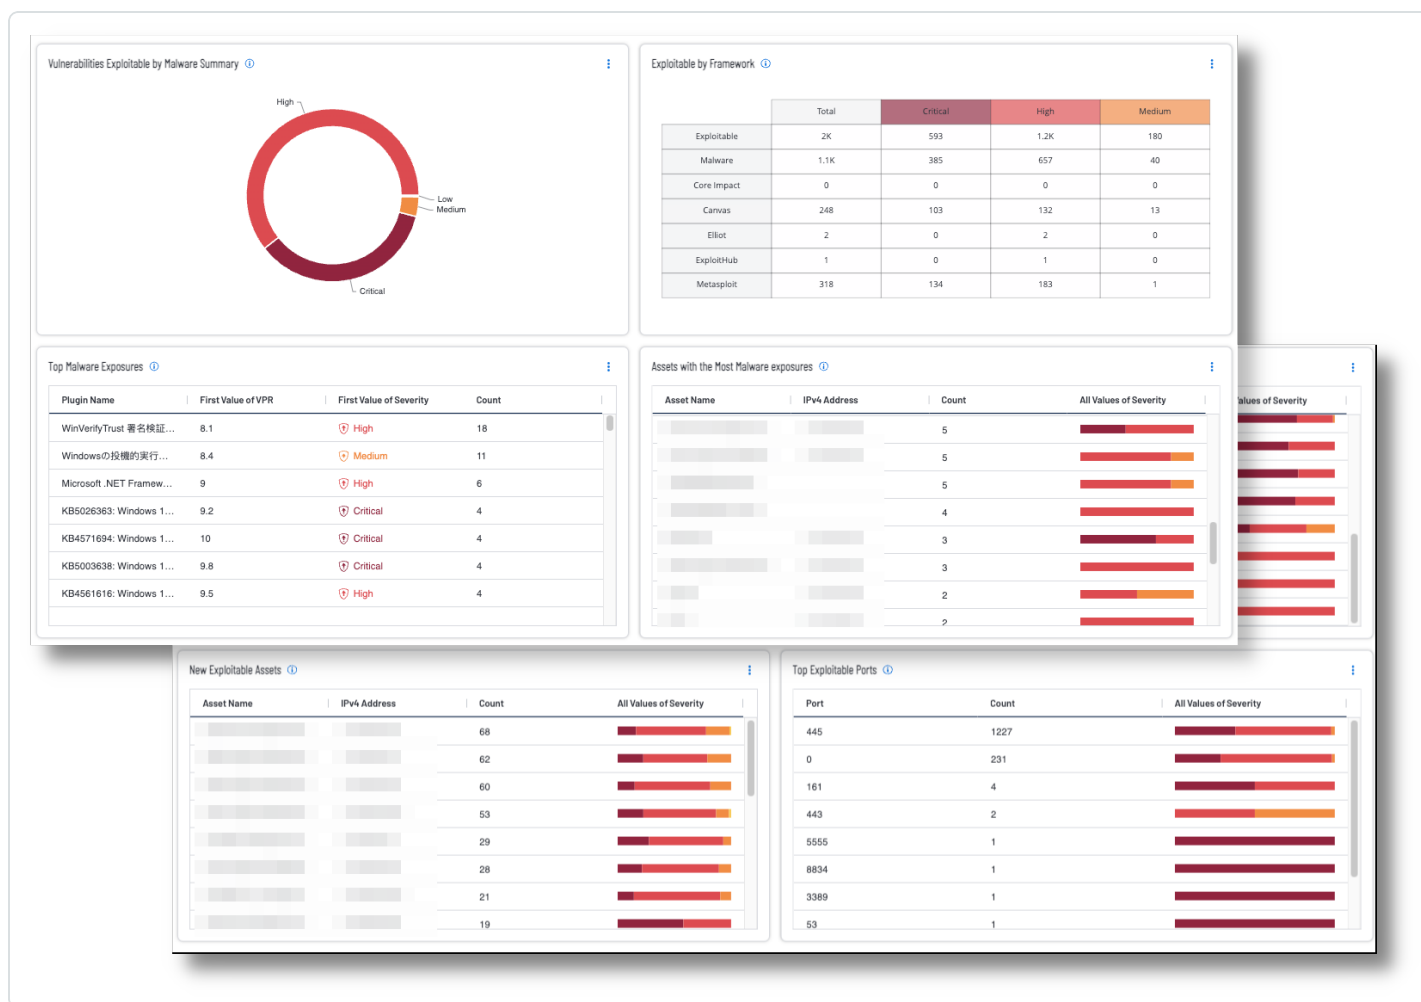 Vulnerabilities Exploitable by Malware Summary
High
Low
Medium
Critical
Exploitable by Framework
Total Critical High Medium
Exploitable 2K 593 1.2K 180
Malware 1.1K 385 657 40
Core Impact 0 0 0 0
Canvas 248 103 132 13
Elliot 2 0 2 0
ExploitHub 1 0 1 0
Metasploit 318 134 183 1
Top Malware Exposures
Plugin Name First Value of VPR First Value of Severity Count
WinVerifyTrust 署名検証... 8.1 High 18
Windowsの投機的実行... 8.4 Medium 11
Microsoft .NET Framew... 9 High 6
KB5026363: Windows 1... 9.2 Critical 4
KB4571694: Windows 1... 10 Critical 4
KB5003638: Windows 1... 9.8 Critical 4
KB4561616: Windows 1... 9.5 High 4
Assets with the Most Malware exposures
Asset Name IPv4 Address Count All Values of Severity
5
5
5
4
3
3
2
2
Values of Severity
New Exploitable Assets
Asset Name IPv4 Address Count All Values of Severity
68
62
60
53
29
28
21
19
Top Exploitable Ports
Port Count All Values of Severity
445 1227
0 231
161 4
443 2
5555 1
8834 1
3389 1
53 1